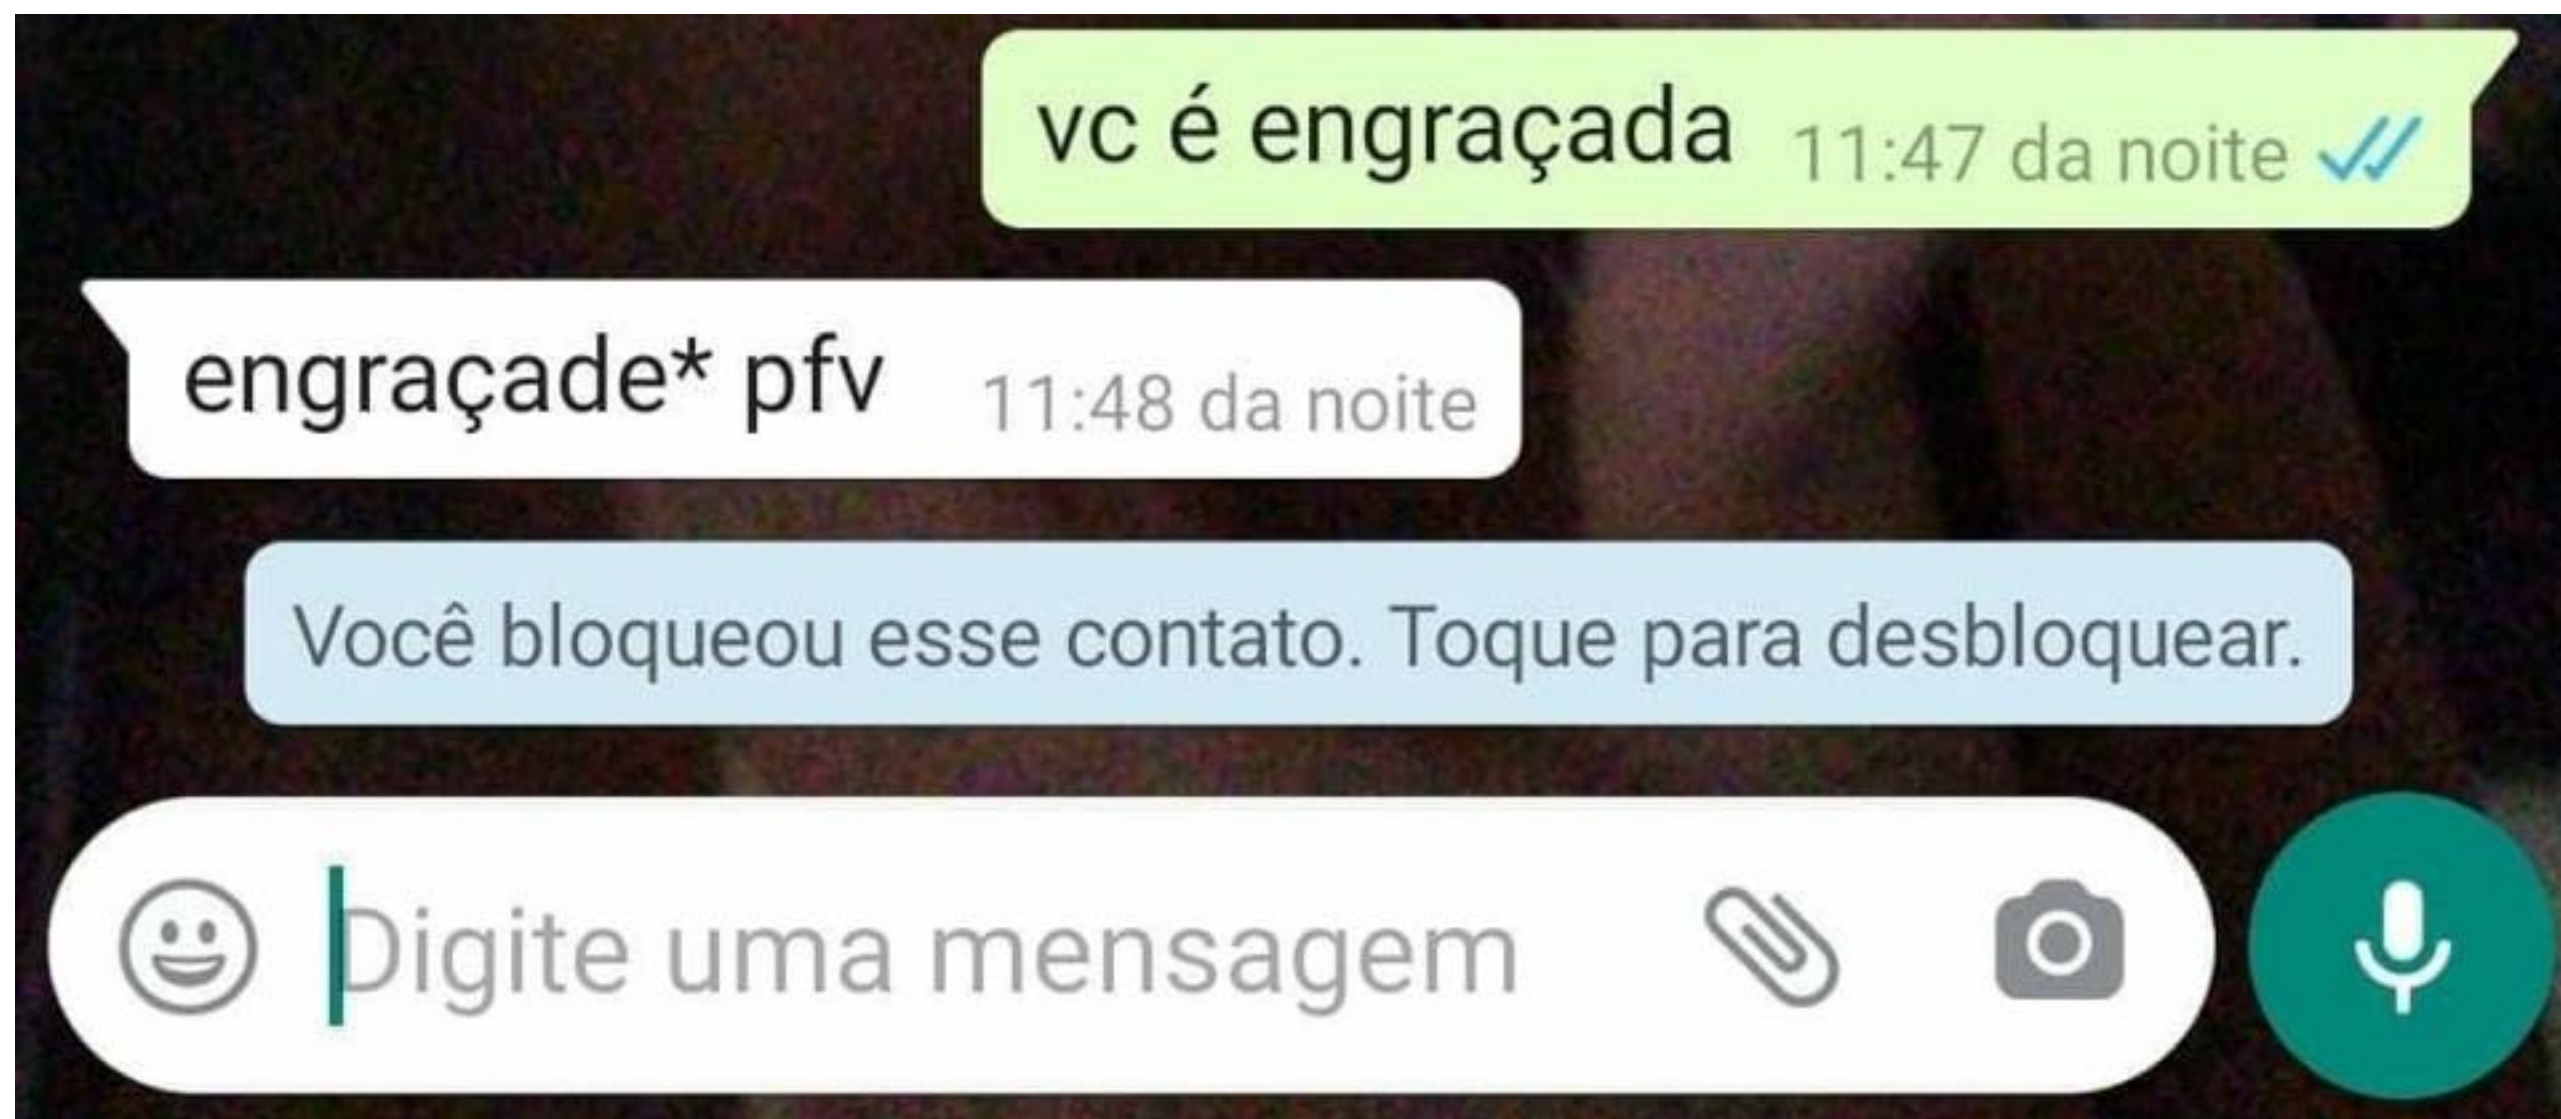 vc é engraçada 11:47 da noite
engraçade* pfv 11:48 da noite
Você bloqueou esse contato. Toque para desbloquear.
Digite uma mensagem